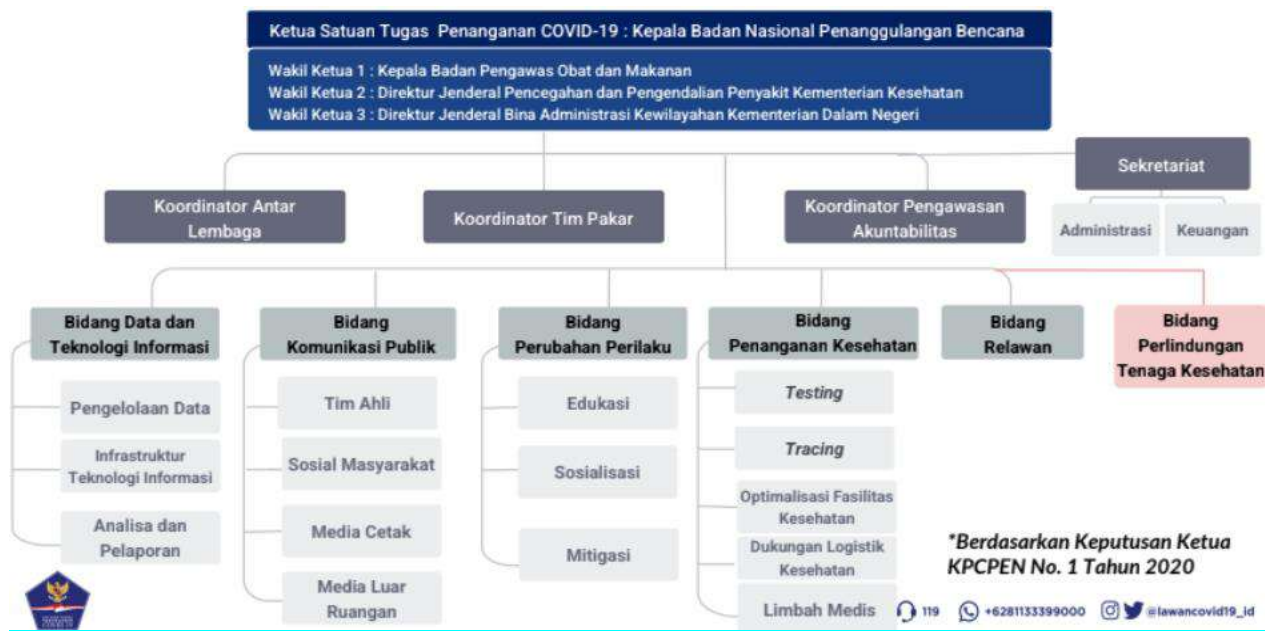 Ketua Satuan Tugas Penanganan COVID-19 : Kepala Badan Nasional Penanggulangan Bencana
Wakil Ketua 1 : Kepala Badan Pengawas Obat dan Makanan
Wakil Ketua 2 : Direktur Jenderal Pencegahan dan Pengendalian Penyakit Kementerian Kesehatan
Wakil Ketua 3 : Direktur Jenderal Bina Administrasi Kewilayahan Kementerian Dalam Negeri
Sekretariat
Administrasi
Keuangan
Koordinator Antar
Lembaga
Koordinator Tim Pakar
Koordinator Pengawasan
Akuntabilitas
Bidang Data dan
Teknologi Informasi
Pengelolaan Data
Infrastruktur
Teknologi Informasi
Analisa dan
Pelaporan
Bidang
Komunikasi Publik
Tim Ahli
Sosial Masyarakat
Media Cetak
Media Luar
Ruangan
Bidang
Perubahan Perilaku
Edukasi
Sosialisasi
Mitigasi
Bidang
Penanganan Kesehatan
Testing
Tracing
Optimalisasi Fasilitas
Kesehatan
Dukungan Logistik
Kesehatan
Limbah Medis
Bidang
Relawan
Bidang
Perlindungan
Tenaga Kesehatan
*Berdasarkan Keputusan Ketua
KPCPEN No. 1 Tahun 2020
119 +6281133399000 @lawancovid19_id